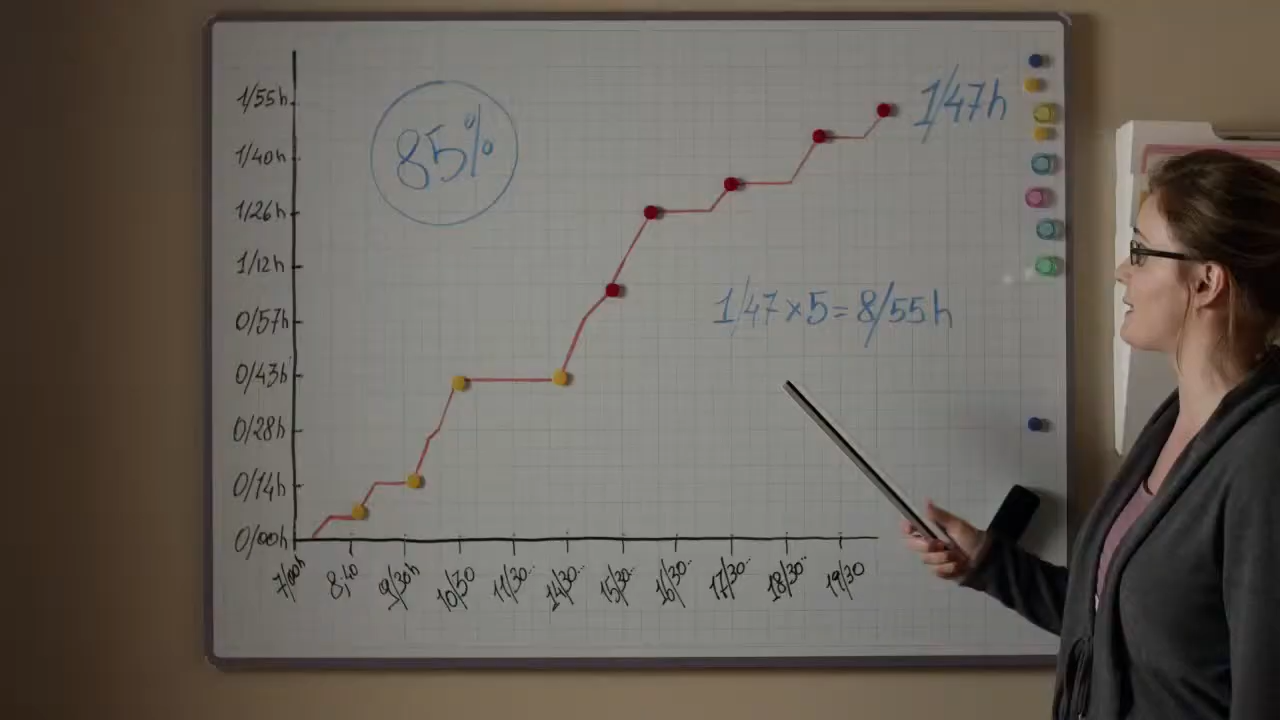 1/55h
1/40h
1/26h
1/12h
0/57h
0/43h
0/28h
0/14h
0/00h
85%
1/47h
1/47×5=8/55h
7/00h 8,40 9/30h 10/30 11/30.. 14/30.. 15/30.. 16/30.. 17/30.. 18/30.. 19/30